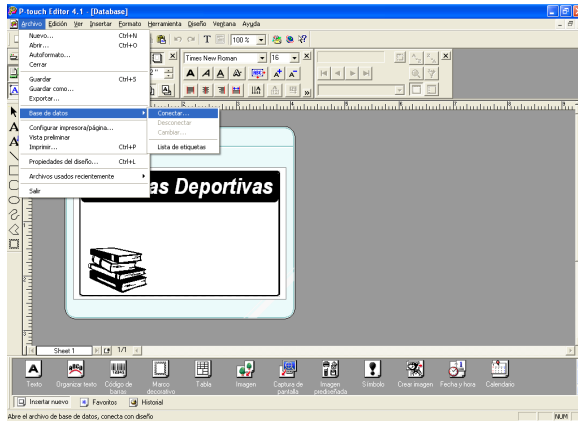 P-touch Editor 4.1 - [Database]
Archivo Edición Ver Insertar Formato Herramienta Diseño Ventana Ayuda
Nuevo... Ctrl+N
Abrir... Ctrl+O
Autoformato...
Cerrar
Guardar Ctrl+S
Guardar como...
Exportar...
Base de datos
Configurar impresora/página...
Vista preliminar
Imprimir... Ctrl+P
Propiedades del diseño... Ctrl+L
Archivos usados recientemente
Salir
Conectar...
Desconectar
Cambiar...
Lista de etiquetas
100 %
Times New Roman 16
as Deportivas
Sheet 1 1/1
Texto Organizar texto Código de barras Marco decorativo Tabla Imagen Captura de pantalla Imagen prediseñada Símbolo Crear imagen Fecha y hora Calendario
Insertar nuevo Favoritos Historial
Abre el archivo de base de datos, conecta con diseño NUM